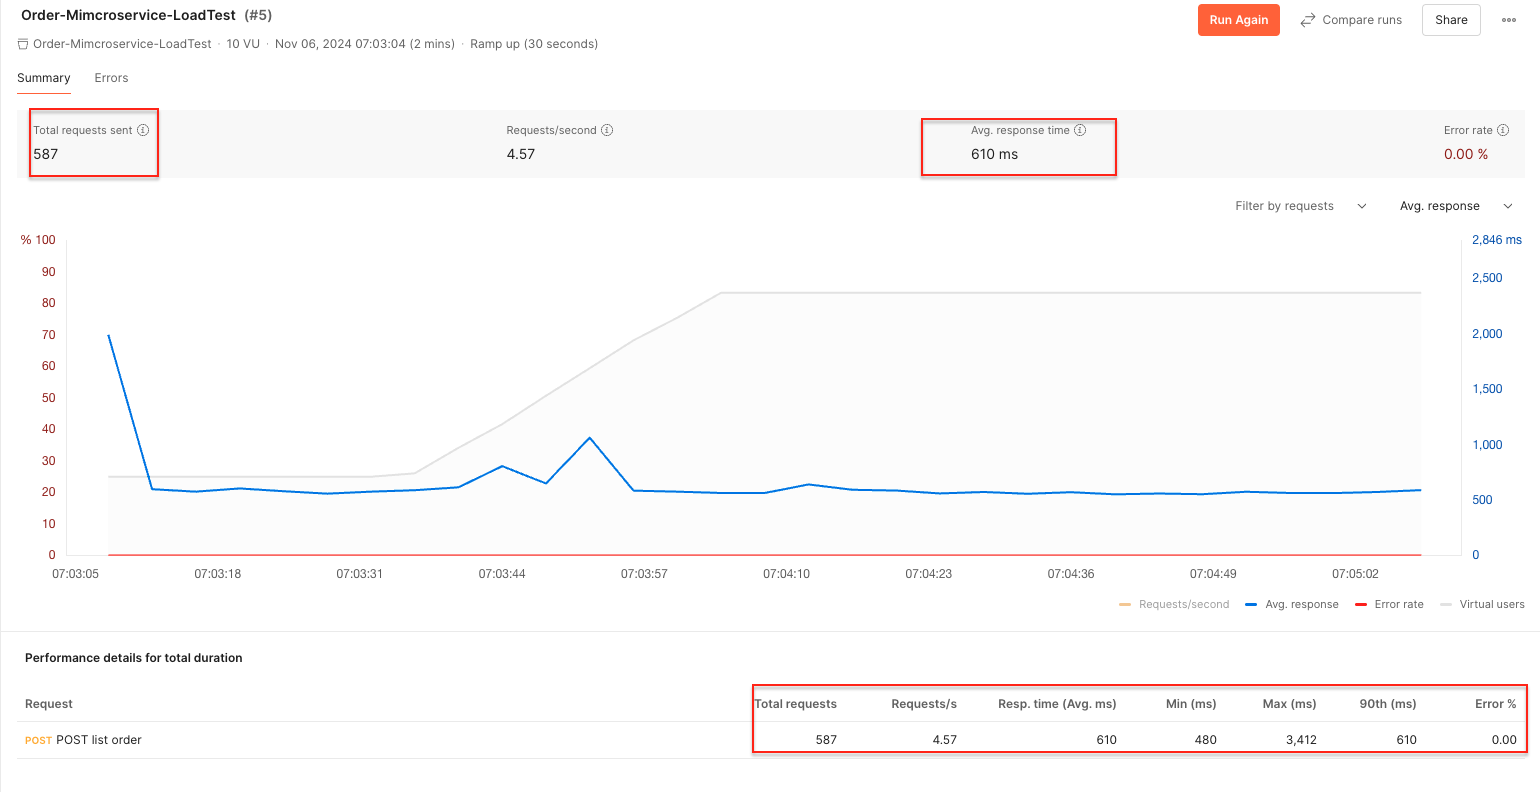 Order-Mimcroservice-LoadTest (#5)
Run Again
Compare runs
Share
Order-Mimcroservice-LoadTest · 10 VU · Nov 06, 2024 07:03:04 (2 mins) · Ramp up (30 seconds)
Summary
Errors
Total requests sent
587
Requests/second
4.57
Avg. response time
610 ms
Error rate
0.00 %
Filter by requests
Avg. response
% 100
90
80
70
60
50
40
30
20
10
0
2,846 ms
2,500
2,000
1,500
1,000
500
0
07:03:05 07:03:18 07:03:31 07:03:44 07:03:57 07:04:10 07:04:23 07:04:36 07:04:49 07:05:02
Requests/second Avg. response Error rate Virtual users
Performance details for total duration
Request Total requests Requests/s Resp. time (Avg. ms) Min (ms) Max (ms) 90th (ms) Error %
POST POST list order 587 4.57 610 480 3,412 610 0.00